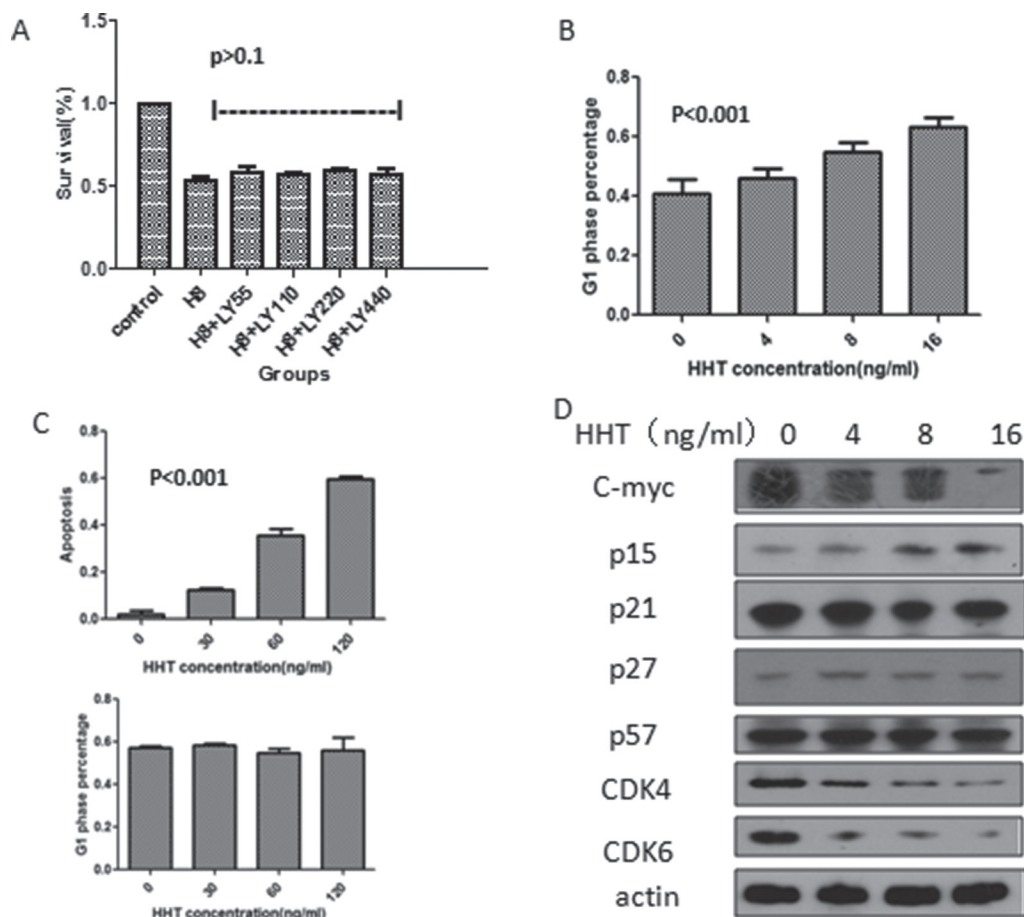 A
1.5
1.0
0.5
0.0
Survival(%)
p>0.1
control
H8
H8+LY55
H8+LY110
H8+LY220
H8+LY440
Groups
B
0.8
0.6
0.4
0.2
0.0
G1 phase percentage
P<0.001
0
4
8
16
HHT concentration(ng/ml)
C
0.8
0.6
0.4
0.2
0.0
Apoptosis
P<0.001
0
30
60
120
HHT concentration(ng/ml)
0.8
0.6
0.4
0.2
0.0
G1 phase percentage
0
30
60
120
HHT concentration(ng/ml)
D
HHT（ng/ml） 0 4 8 16
C-myc
p15
p21
p27
p57
CDK4
CDK6
actin